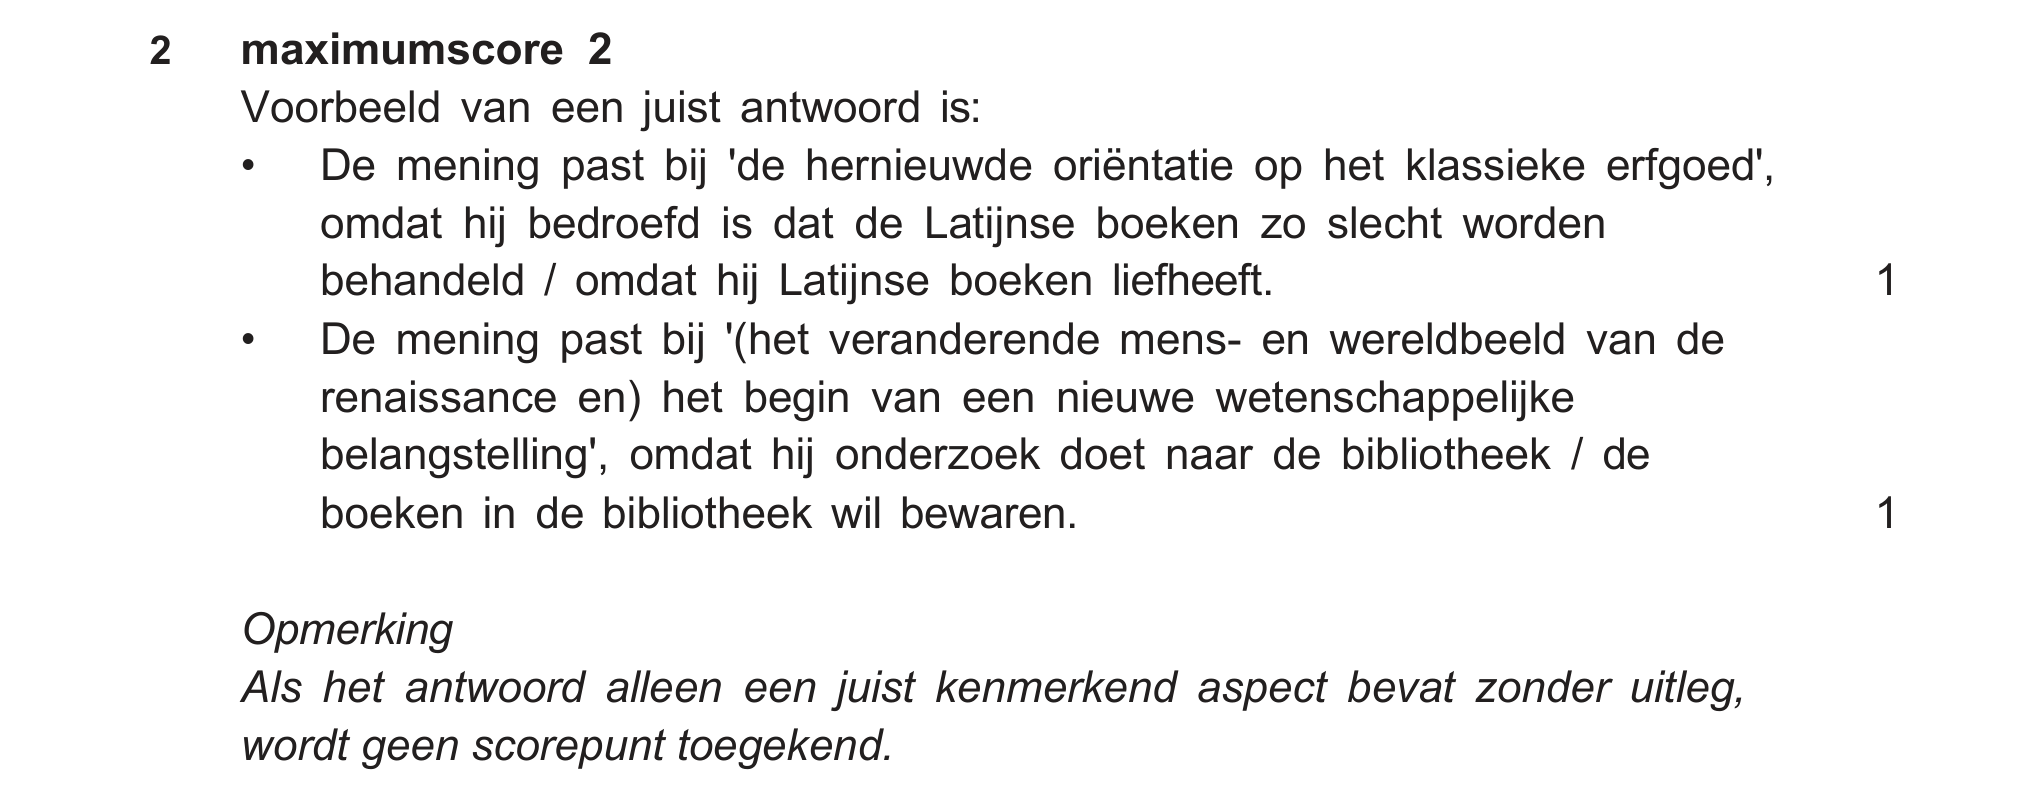 2 maximumscore 2
Voorbeeld van een juist antwoord is:
• De mening past bij 'de hernieuwde oriëntatie op het klassieke erfgoed',
omdat hij bedroefd is dat de Latijnse boeken zo slecht worden
behandeld / omdat hij Latijnse boeken liefheeft. 1
• De mening past bij '(het veranderende mens- en wereldbeeld van de
renaissance en) het begin van een nieuwe wetenschappelijke
belangstelling', omdat hij onderzoek doet naar de bibliotheek / de
boeken in de bibliotheek wil bewaren. 1
Opmerking
Als het antwoord alleen een juist kenmerkend aspect bevat zonder uitleg,
wordt geen scorepunt toegekend.